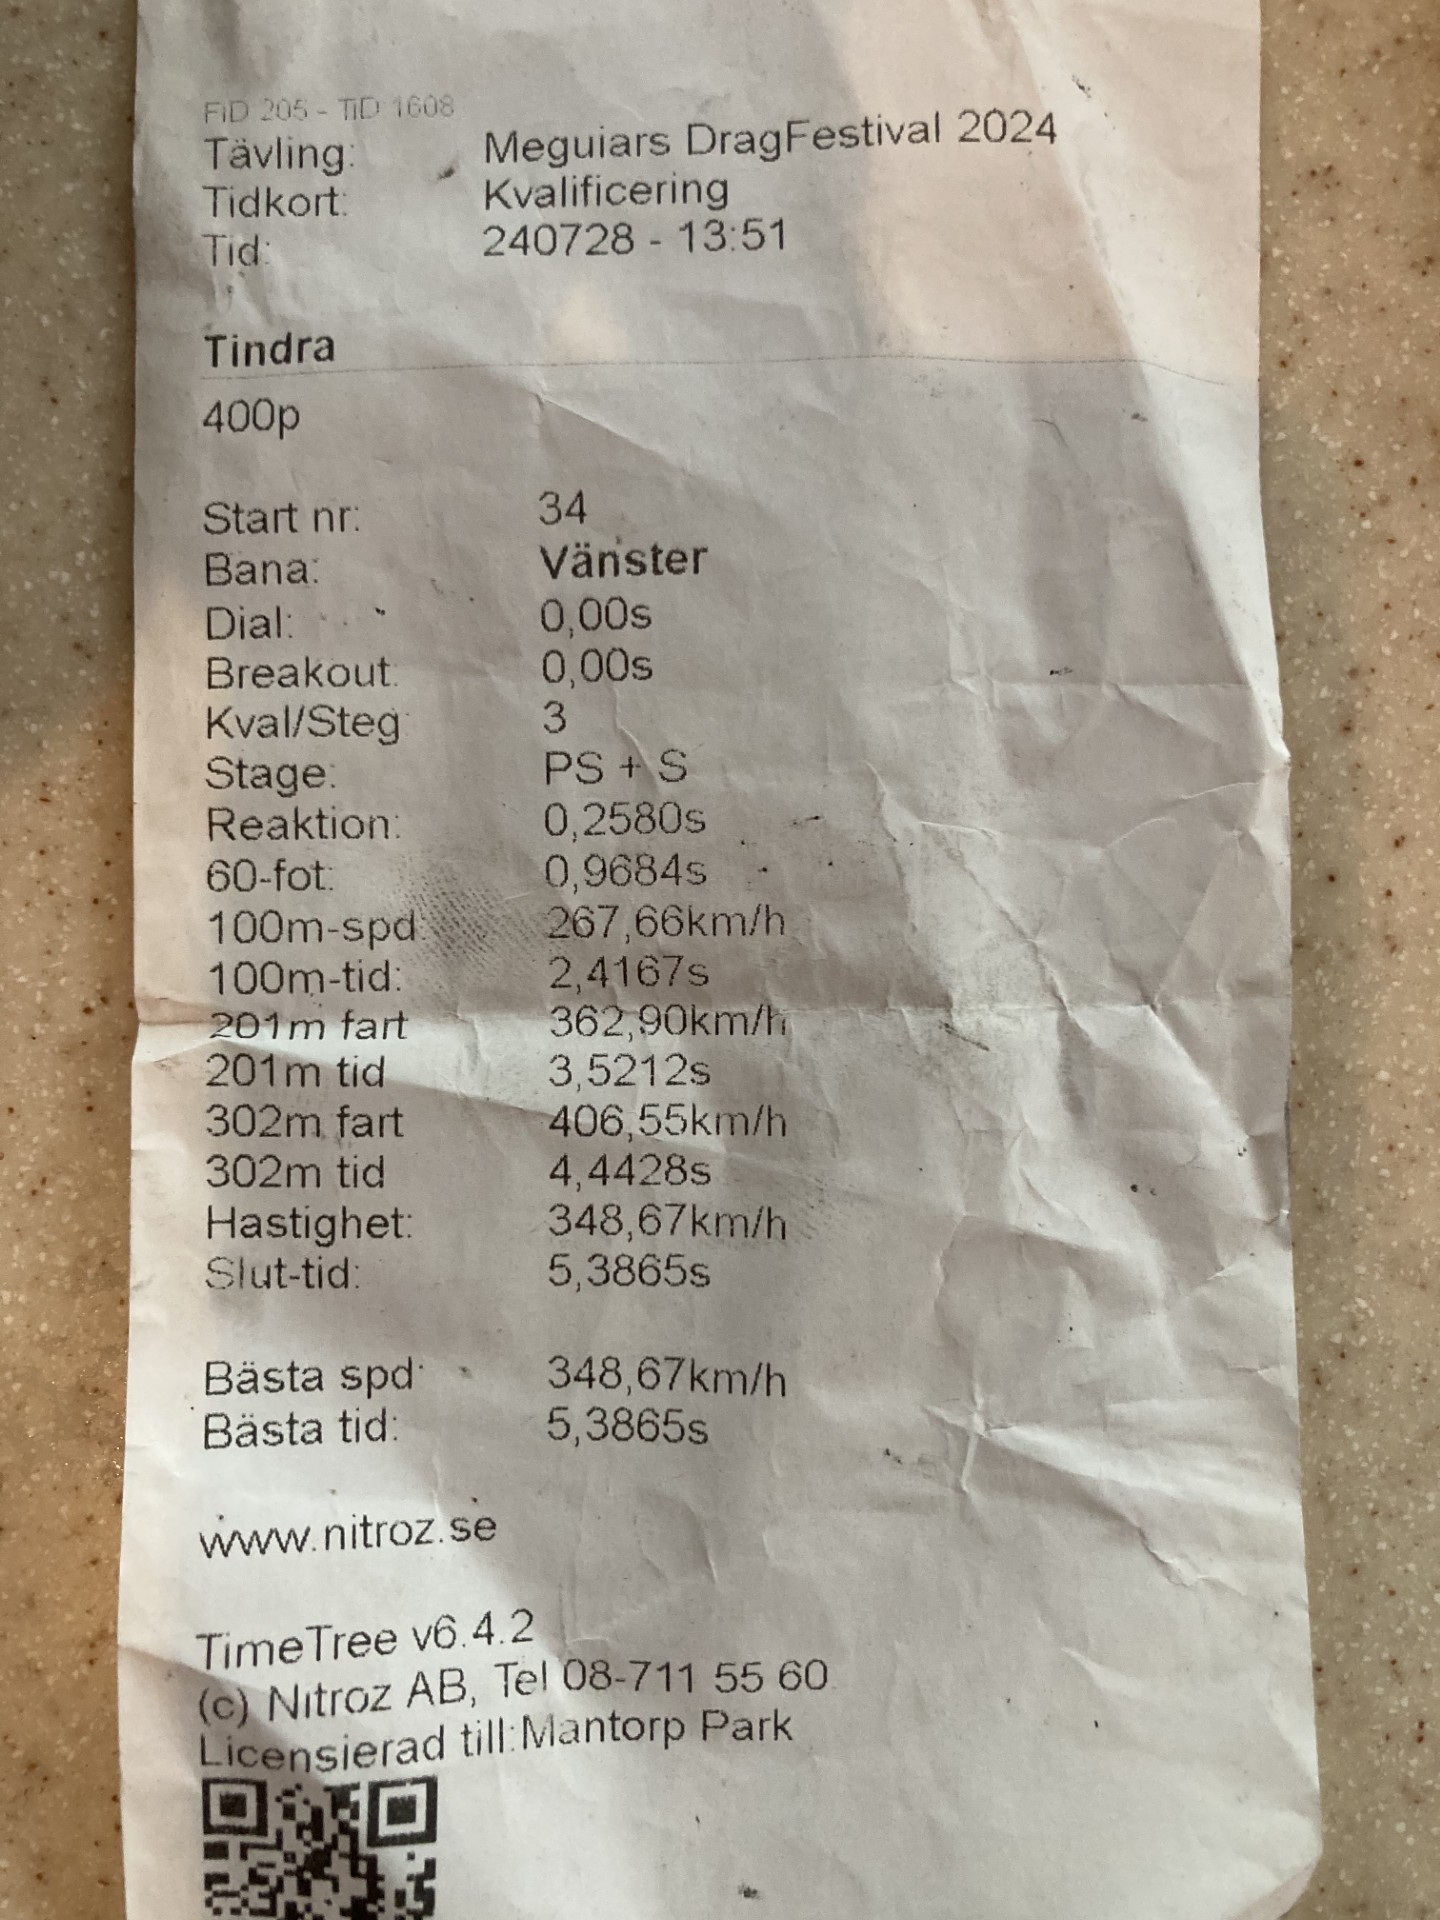 FiD 205 - TiD 1608
Tävling: Meguiars DragFestival 2024
Tidkort: Kvalificering
Tid: 240728 - 13:51
Tindra
400p
Start nr: 34
Bana: Vänster
Dial: 0,00s
Breakout: 0,00s
Kval/Steg 3
Stage: PS + S
Reaktion: 0,2580s
60-fot: 0,9684s
100m-spd: 267,66km/h
100m-tid: 2,4167s
201m fart 362,90km/h
201m tid 3,5212s
302m fart 406,55km/h
302m tid 4,4428s
Hastighet: 348,67km/h
Slut-tid: 5,3865s
Bästa spd: 348,67km/h
Bästa tid: 5,3865s
www.nitroz.se
TimeTree v6.4.2
(c) Nitroz AB, Tel 08-711 55 60
Licensierad till:Mantorp Park